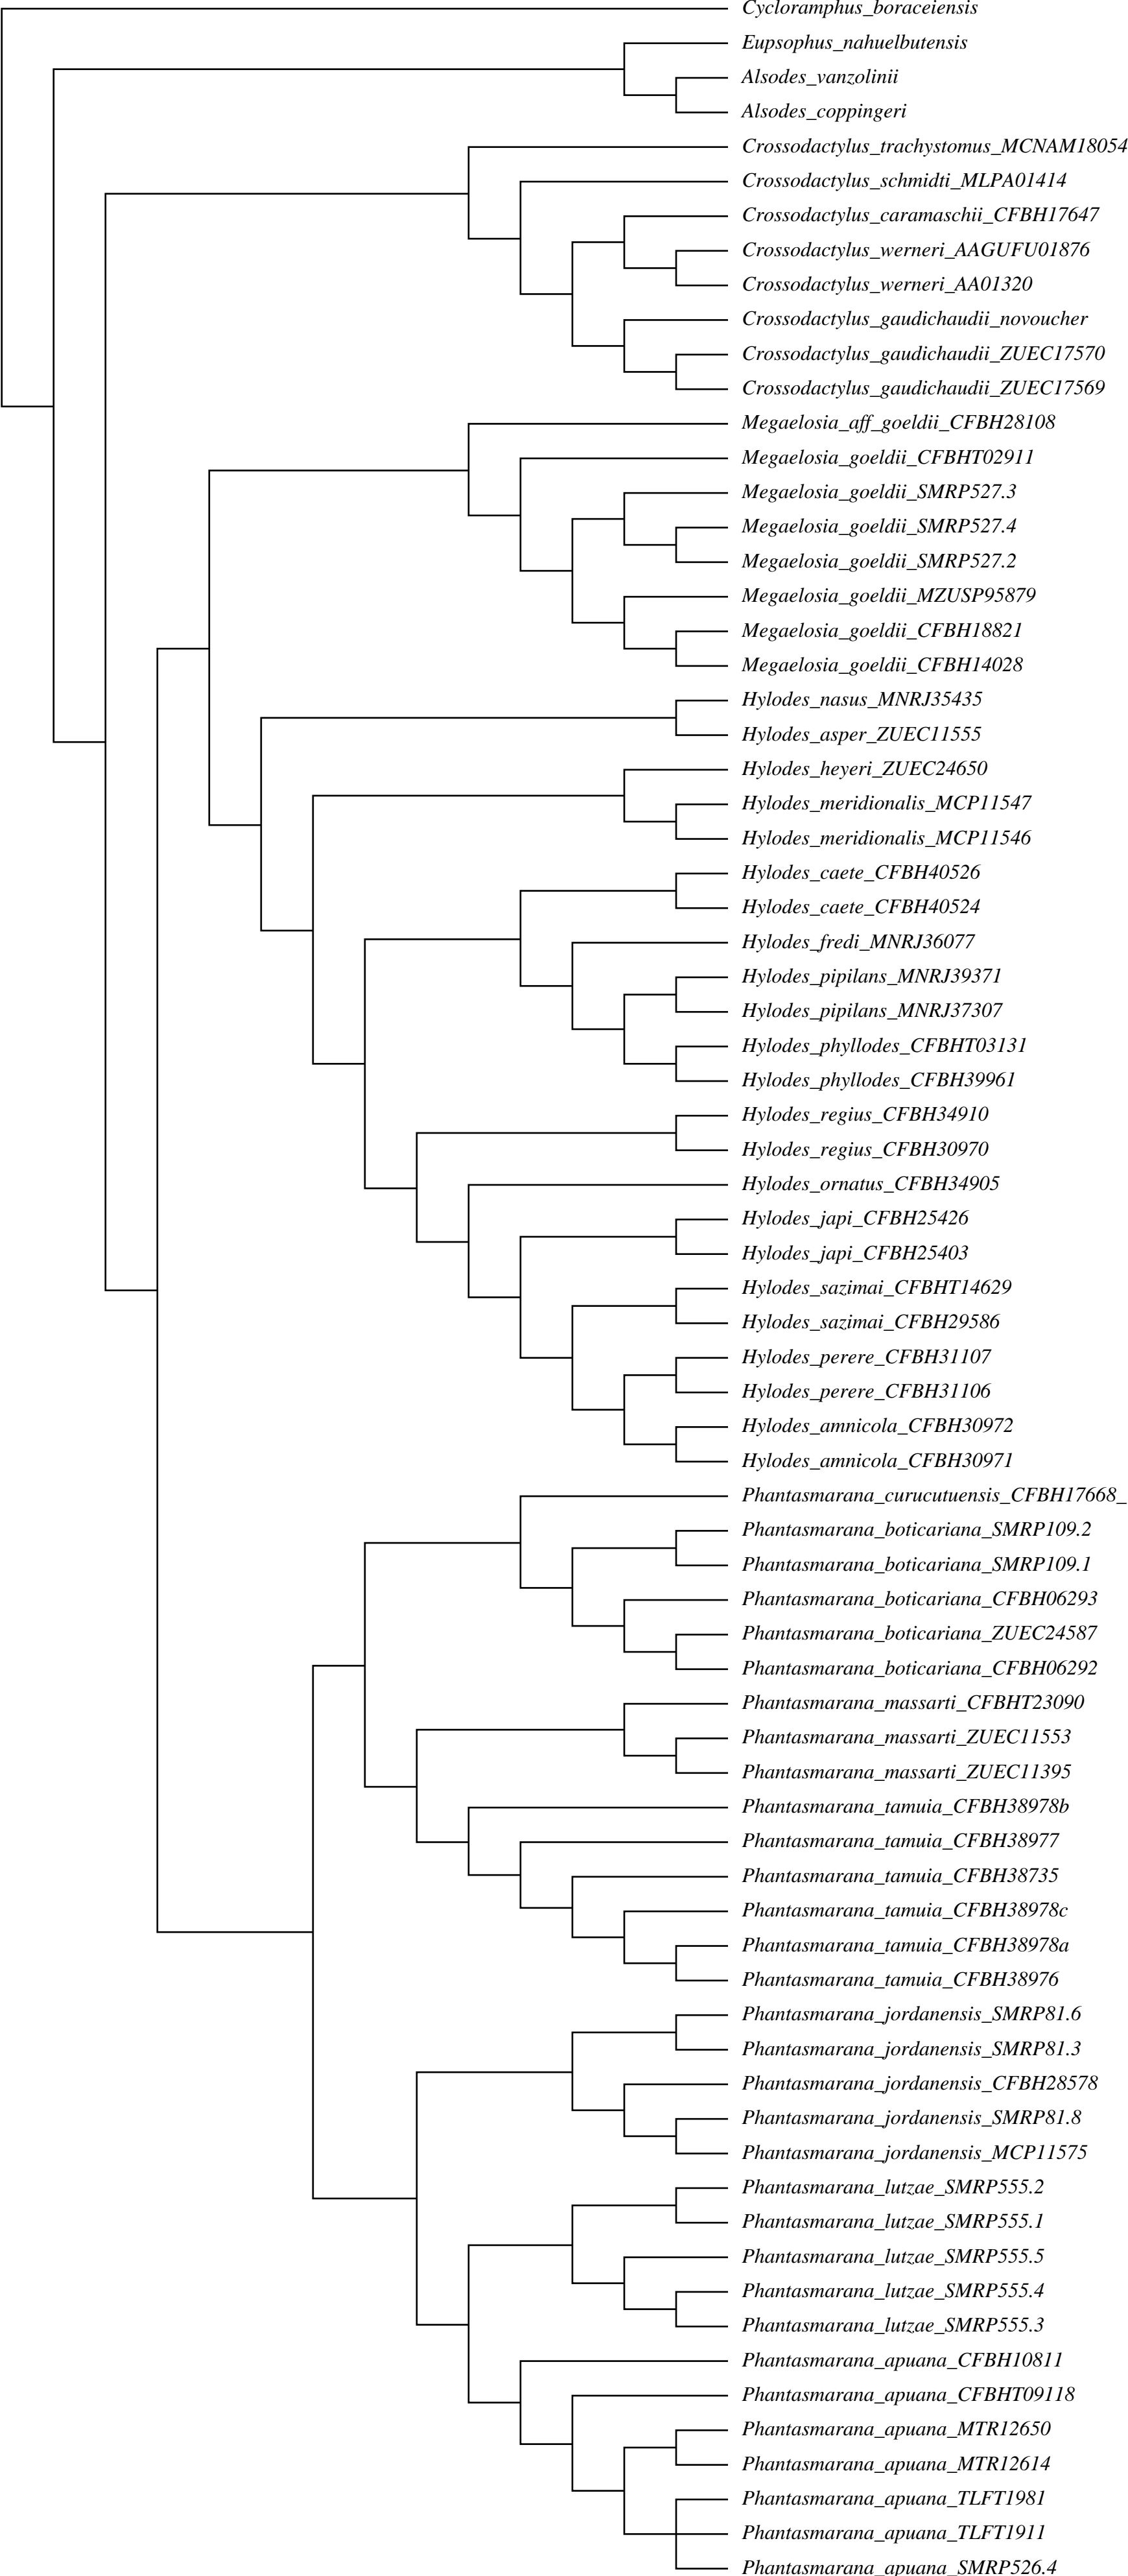 Cycloramphus_boraceiensis
Eupsophus_nahuelbutensis
Alsodes_vanzolinii
Alsodes_coppingeri
Crossodactylus_trachystomus_MCNAM18054
Crossodactylus_schmidti_MLPA01414
Crossodactylus_caramaschii_CFBH17647
Crossodactylus_werneri_AAGUFU01876
Crossodactylus_werneri_AA01320
Crossodactylus_gaudichaudii_novoucher
Crossodactylus_gaudichaudii_ZUEC17570
Crossodactylus_gaudichaudii_ZUEC17569
Megaelosia_aff_goeldii_CFBH28108
Megaelosia_goeldii_CFBHT02911
Megaelosia_goeldii_SMRP527.3
Megaelosia_goeldii_SMRP527.4
Megaelosia_goeldii_SMRP527.2
Megaelosia_goeldii_MZUSP95879
Megaelosia_goeldii_CFBH18821
Megaelosia_goeldii_CFBH14028
Hylodes_nasus_MNRJ35435
Hylodes_asper_ZUEC11555
Hylodes_heyeri_ZUEC24650
Hylodes_meridionalis_MCP11547
Hylodes_meridionalis_MCP11546
Hylodes_caete_CFBH40526
Hylodes_caete_CFBH40524
Hylodes_fredi_MNRJ36077
Hylodes_pipilans_MNRJ39371
Hylodes_pipilans_MNRJ37307
Hylodes_phyllodes_CFBHT03131
Hylodes_phyllodes_CFBH39961
Hylodes_regius_CFBH34910
Hylodes_regius_CFBH30970
Hylodes_ornatus_CFBH34905
Hylodes_japi_CFBH25426
Hylodes_japi_CFBH25403
Hylodes_sazimai_CFBHT14629
Hylodes_sazimai_CFBH29586
Hylodes_perere_CFBH31107
Hylodes_perere_CFBH31106
Hylodes_amnicola_CFBH30972
Hylodes_amnicola_CFBH30971
Phantasmarana_curucutuensis_CFBH17668_
Phantasmarana_boticariana_SMRP109.2
Phantasmarana_boticariana_SMRP109.1
Phantasmarana_boticariana_CFBH06293
Phantasmarana_boticariana_ZUEC24587
Phantasmarana_boticariana_CFBH06292
Phantasmarana_massarti_CFBHT23090
Phantasmarana_massarti_ZUEC11553
Phantasmarana_massarti_ZUEC11395
Phantasmarana_tamuia_CFBH38978b
Phantasmarana_tamuia_CFBH38977
Phantasmarana_tamuia_CFBH38735
Phantasmarana_tamuia_CFBH38978c
Phantasmarana_tamuia_CFBH38978a
Phantasmarana_tamuia_CFBH38976
Phantasmarana_jordanensis_SMRP81.6
Phantasmarana_jordanensis_SMRP81.3
Phantasmarana_jordanensis_CFBH28578
Phantasmarana_jordanensis_SMRP81.8
Phantasmarana_jordanensis_MCP11575
Phantasmarana_lutzae_SMRP555.2
Phantasmarana_lutzae_SMRP555.1
Phantasmarana_lutzae_SMRP555.5
Phantasmarana_lutzae_SMRP555.4
Phantasmarana_lutzae_SMRP555.3
Phantasmarana_apuana_CFBH10811
Phantasmarana_apuana_CFBHT09118
Phantasmarana_apuana_MTR12650
Phantasmarana_apuana_MTR12614
Phantasmarana_apuana_TLFT1981
Phantasmarana_apuana_TLFT1911
Phantasmarana_apuana_SMRP526.4